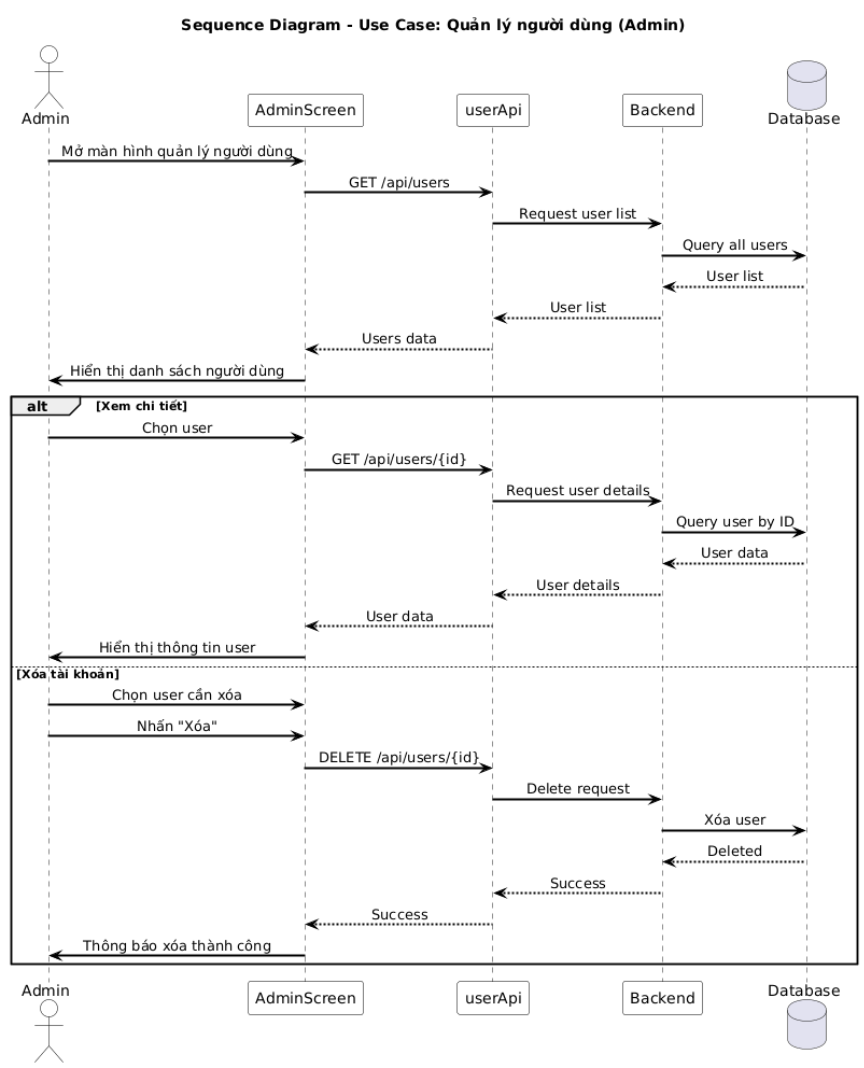 Sequence Diagram - Use Case: Quản lý người dùng (Admin)
Admin
AdminScreen
userApi
Backend
Database
Mở màn hình quản lý người dùng
GET /api/users
Request user list
Query all users
User list
User list
Users data
Hiển thị danh sách người dùng
alt [Xem chi tiết]
Chọn user
GET /api/users/{id}
Request user details
Query user by ID
User data
User details
User data
Hiển thị thông tin user
[Xóa tài khoản]
Chọn user cần xóa
Nhấn "Xóa"
DELETE /api/users/{id}
Delete request
Xóa user
Deleted
Success
Success
Thông báo xóa thành công
Admin
AdminScreen
userApi
Backend
Database